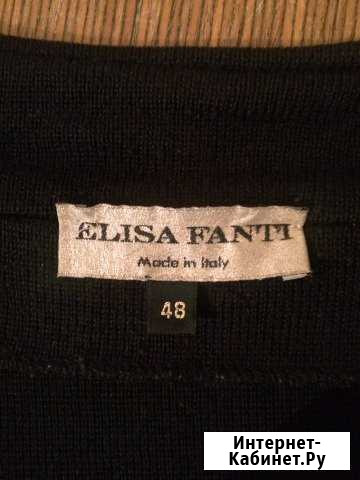 ELISA FANTI
Made in Italy
48
Интернет-
Кабинет.Ру